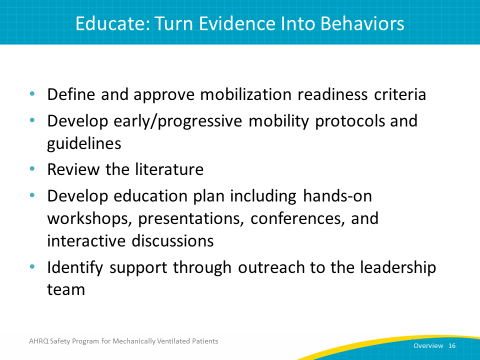 Educate: Turn Evidence Into Behaviors
• Define and approve mobilization readiness criteria
• Develop early/progressive mobility protocols and
guidelines
• Review the literature
• Develop education plan including hands-on
workshops, presentations, conferences, and
interactive discussions
• Identify support through outreach to the leadership
team
AHRQ Safety Program for Mechanically Ventilated Patients
Overview 16